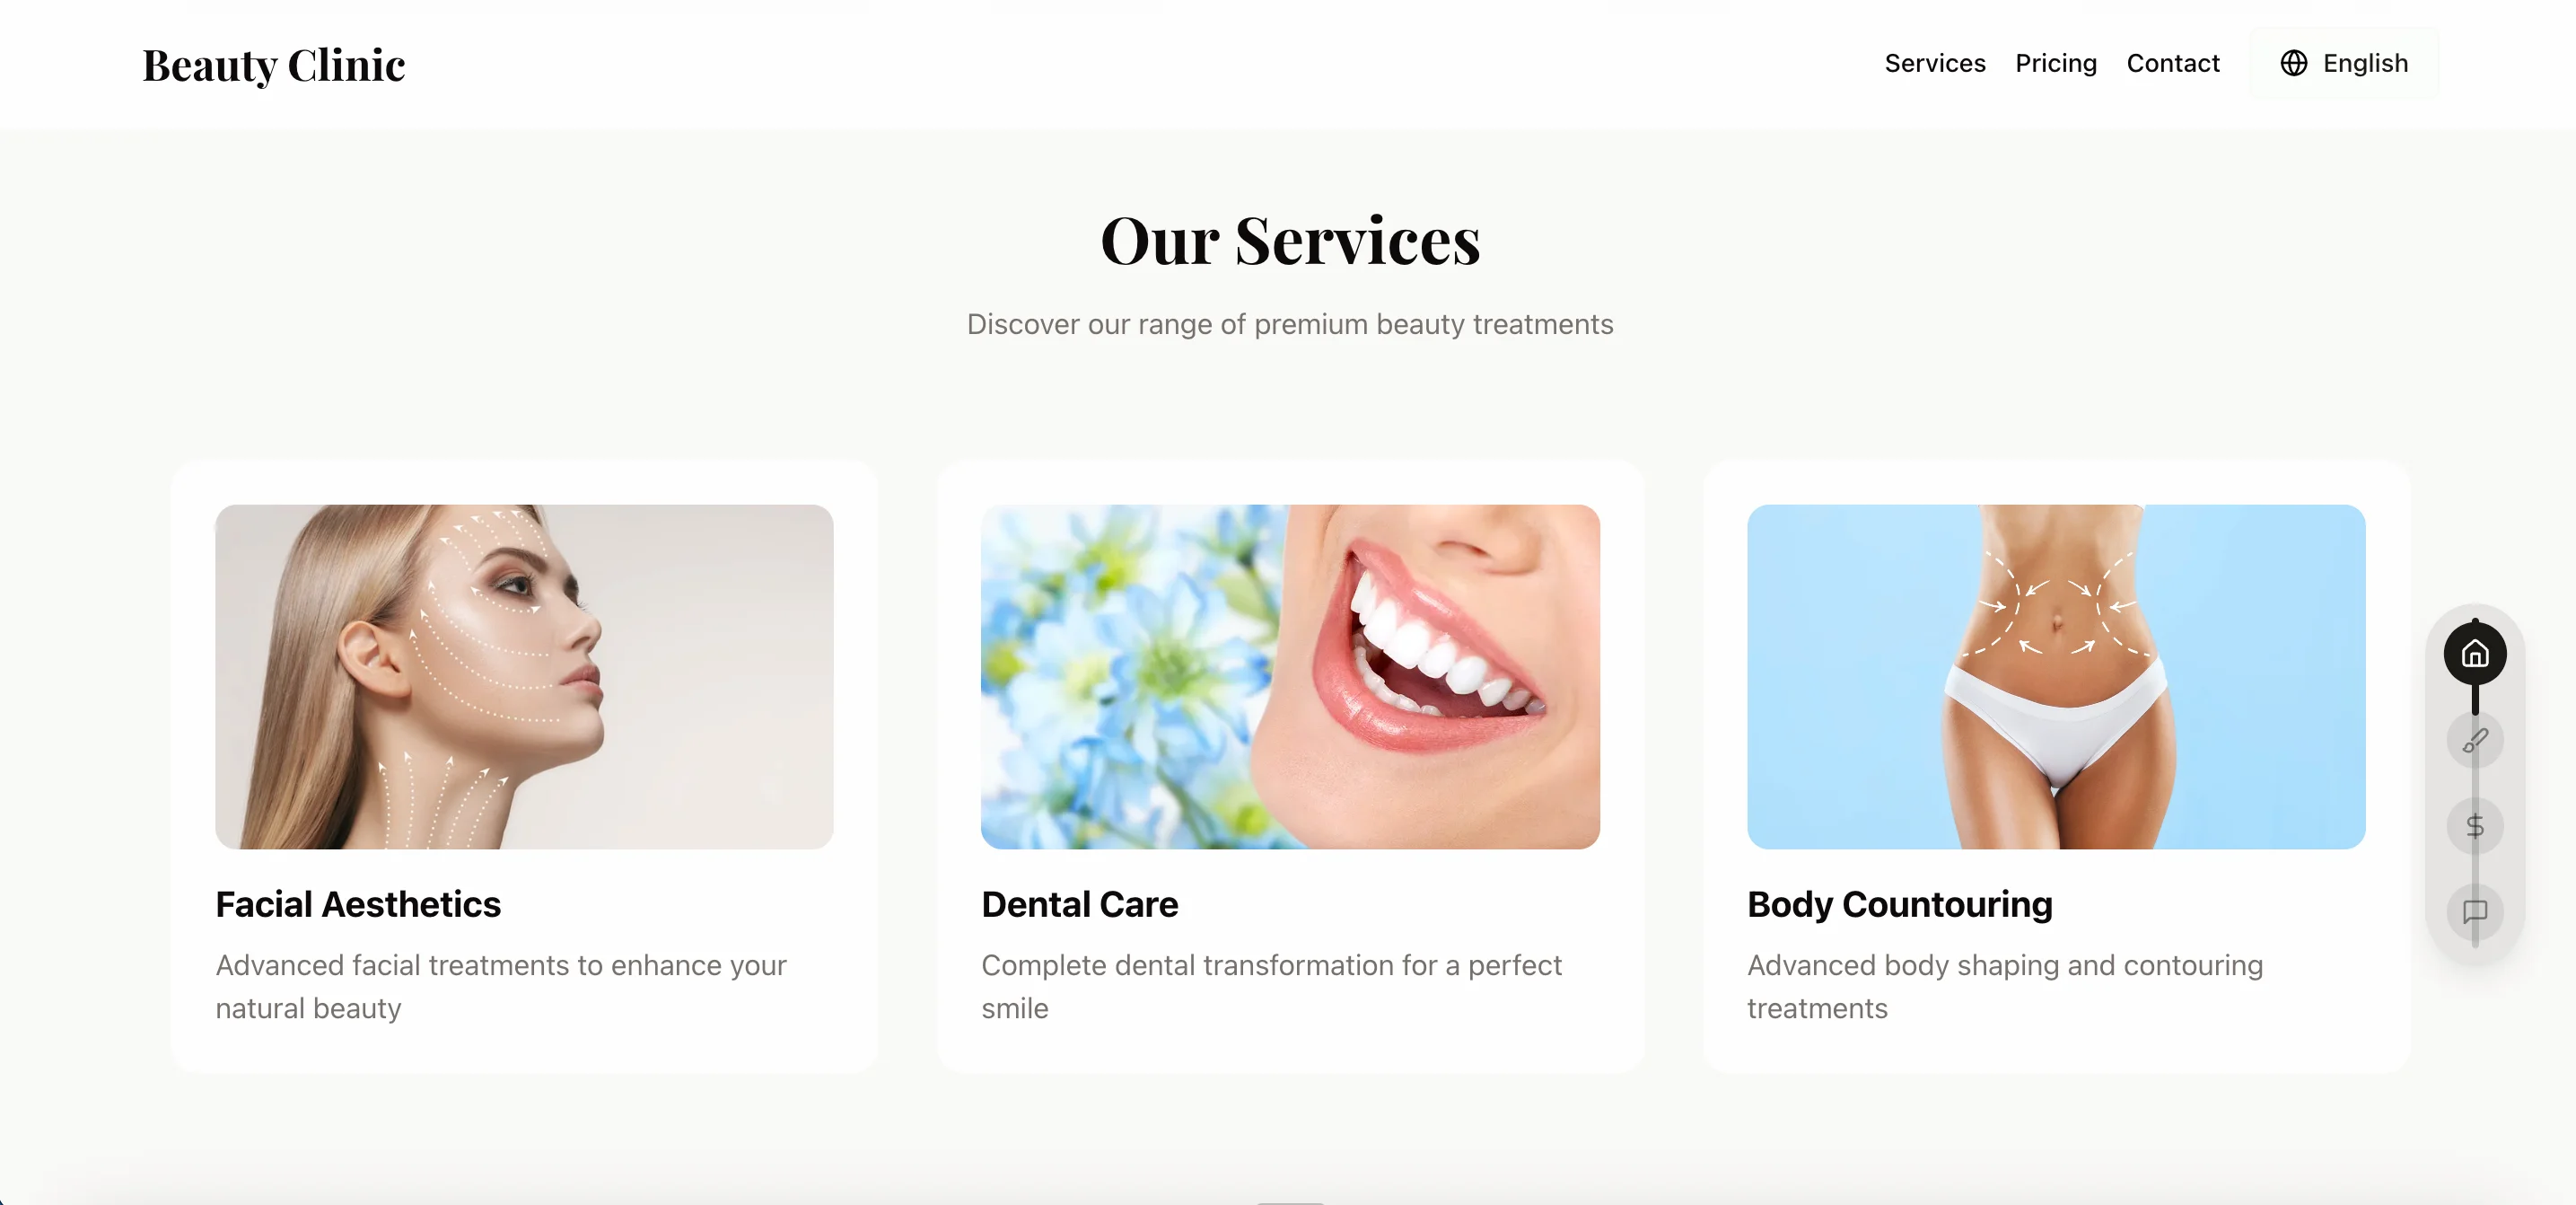 Beauty Clinic
Services Pricing Contact English
Our Services
Discover our range of premium beauty treatments
Facial Aesthetics
Advanced facial treatments to enhance your
natural beauty
Dental Care
Complete dental transformation for a perfect
smile
Body Countouring
Advanced body shaping and contouring
treatments
$